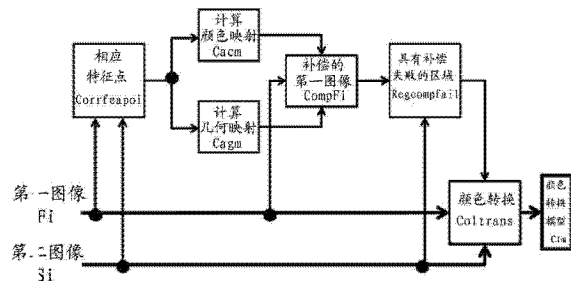 计算
颜色映射
Cacm
相应
特征点
Corrfeapoi
补偿的
第一图像
CompFi
具有补偿
失败的区域
Regcompfail
计算
几何映射
Cagm
第一图像
Fi
颜色转换
Coltrans
颜色
转换
模型
Ctm
第二图像
Si